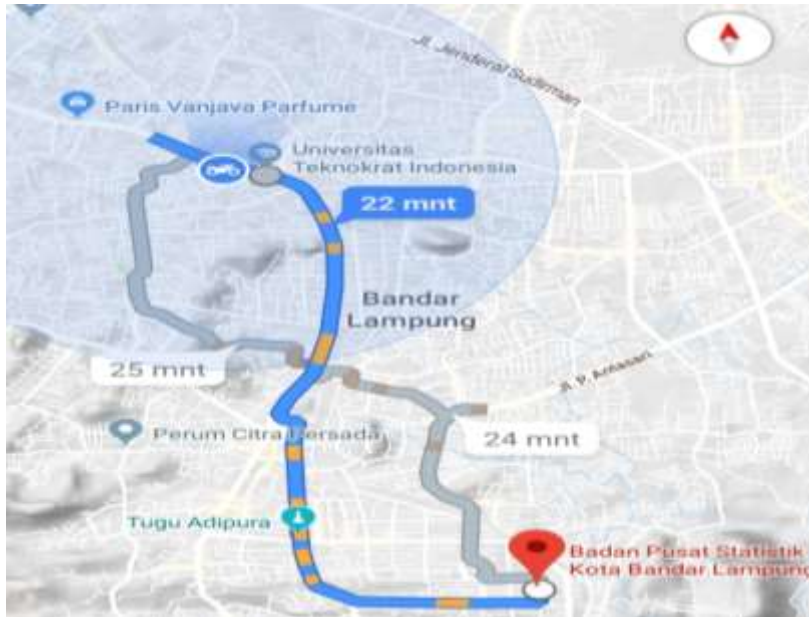 Jl. Jenderal Sudirman
Paris Vanjava Parfume
Universitas
Teknokrat Indonesia
22 mnt
Bandar
Lampung
25 mnt
Jl. P. Antasari
Perum Citra Persada
24 mnt
Tugu Adipura
Badan Pusat Statistik
Kota Bandar Lampung